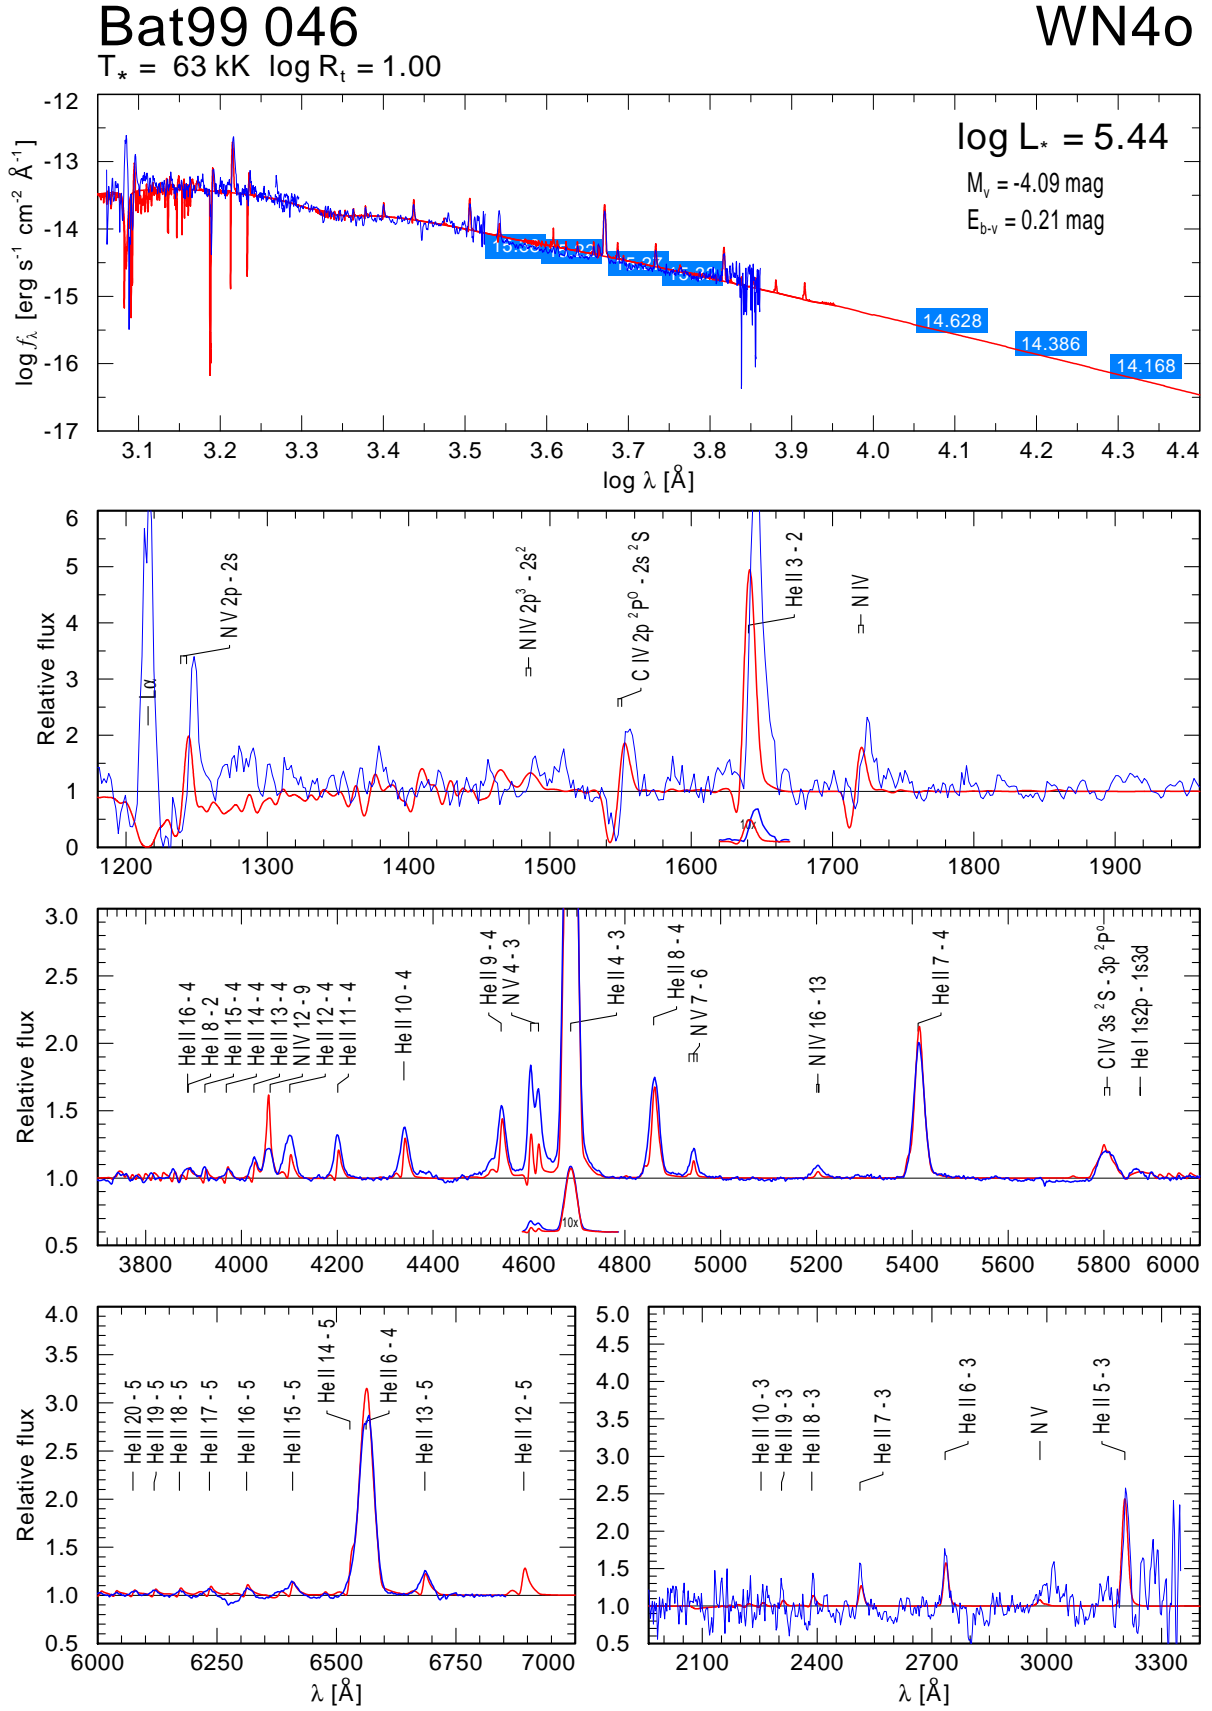 Bat99 046 WN4o
T* = 63 kK log Rt = 1.00
log L* = 5.44
Mv = -4.09 mag
Eb-v = 0.21 mag
log fλ [erg s-1 cm-2 Å-1]
-12
-13
-14
-15
-16
-17
14.628
14.386
14.168
3.1 3.2 3.3 3.4 3.5 3.6 3.7 3.8 3.9 4.0 4.1 4.2 4.3 4.4
log λ [Å]
Relative flux
6
5
4
3
2
1
0
Lα
N V 2p - 2s
N IV 2p3 - 2s2
C IV 2p 2P0 - 2s 2S
He II 3 - 2
N IV
10x
1200 1300 1400 1500 1600 1700 1800 1900
Relative flux
3.0
2.5
2.0
1.5
1.0
0.5
He II 16 - 4
He I 8 - 2
He II 15 - 4
He II 14 - 4
He II 13 - 4
N IV 12 - 9
He II 12 - 4
He II 11 - 4
He II 10 - 4
He II 9 - 4
N V 4 - 3
He II 4 - 3
He II 8 - 4
N V 7 - 6
N IV 16 - 13
He II 7 - 4
C IV 3s 2S - 3p 2P0
He I 1s2p - 1s3d
10x
3800 4000 4200 4400 4600 4800 5000 5200 5400 5600 5800 6000
Relative flux
4.0
3.5
3.0
2.5
2.0
1.5
1.0
0.5
He II 20 - 5
He II 19 - 5
He II 18 - 5
He II 17 - 5
He II 16 - 5
He II 15 - 5
He II 14 - 5
He II 6 - 4
He II 13 - 5
He II 12 - 5
6000 6250 6500 6750 7000
λ [Å]
5.0
4.5
4.0
3.5
3.0
2.5
2.0
1.5
1.0
0.5
He II 10 - 3
He II 9 - 3
He II 8 - 3
He II 7 - 3
He II 6 - 3
N V
He II 5 - 3
2100 2400 2700 3000 3300
λ [Å]